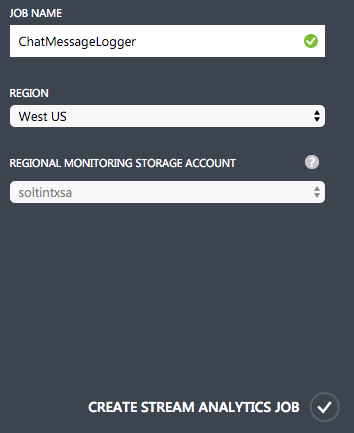 JOB NAME
ChatMessageLogger
REGION
West US
REGIONAL MONITORING STORAGE ACCOUNT ?
soltintxsa
CREATE STREAM ANALYTICS JOB